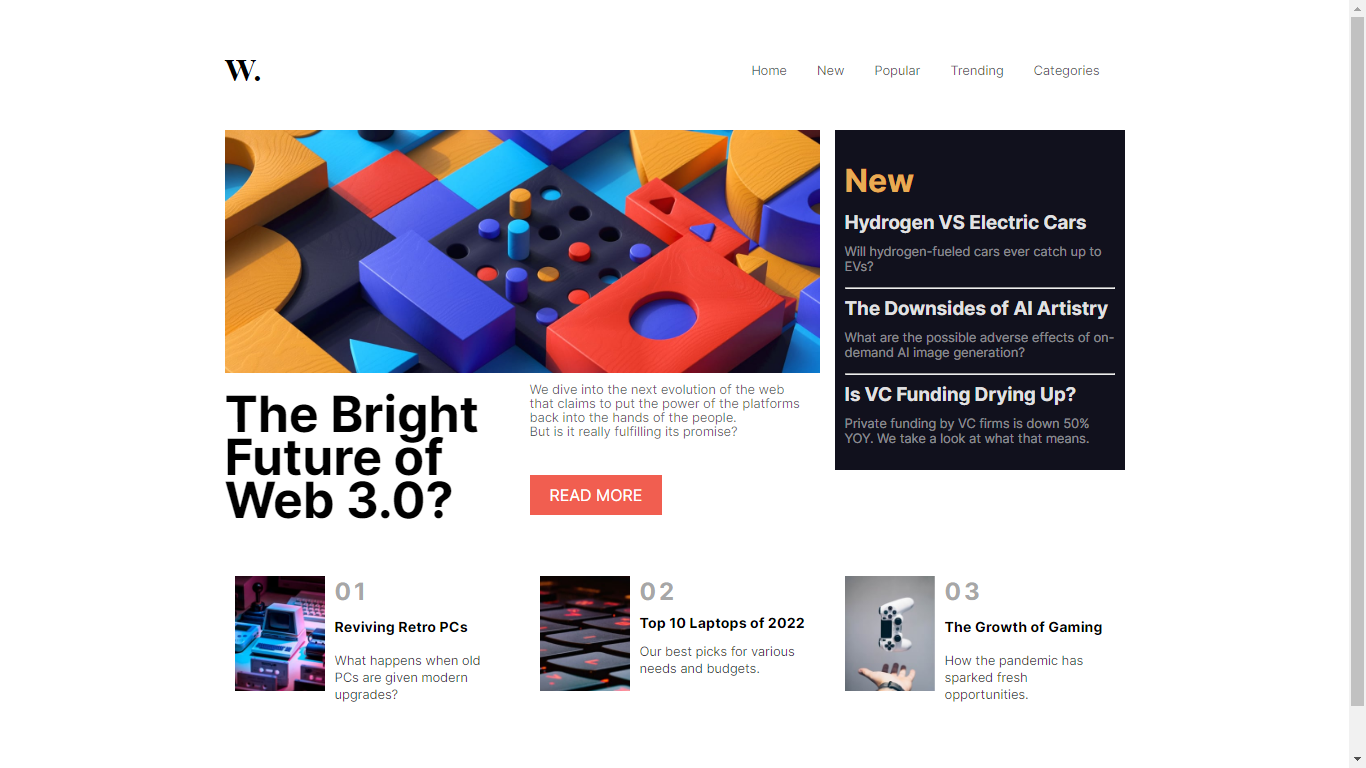 W.
Home New Popular Trending Categories
The Bright
Future of
Web 3.0?
We dive into the next evolution of the web
that claims to put the power of the platforms
back into the hands of the people.
But is it really fulfilling its promise?
READ MORE
New
Hydrogen VS Electric Cars
Will hydrogen-fueled cars ever catch up to
EVs?
The Downsides of AI Artistry
What are the possible adverse effects of on-
demand AI image generation?
Is VC Funding Drying Up?
Private funding by VC firms is down 50%
YOY. We take a look at what that means.
01
Reviving Retro PCs
What happens when old
PCs are given modern
upgrades?
02
Top 10 Laptops of 2022
Our best picks for various
needs and budgets.
03
The Growth of Gaming
How the pandemic has
sparked fresh
opportunities.